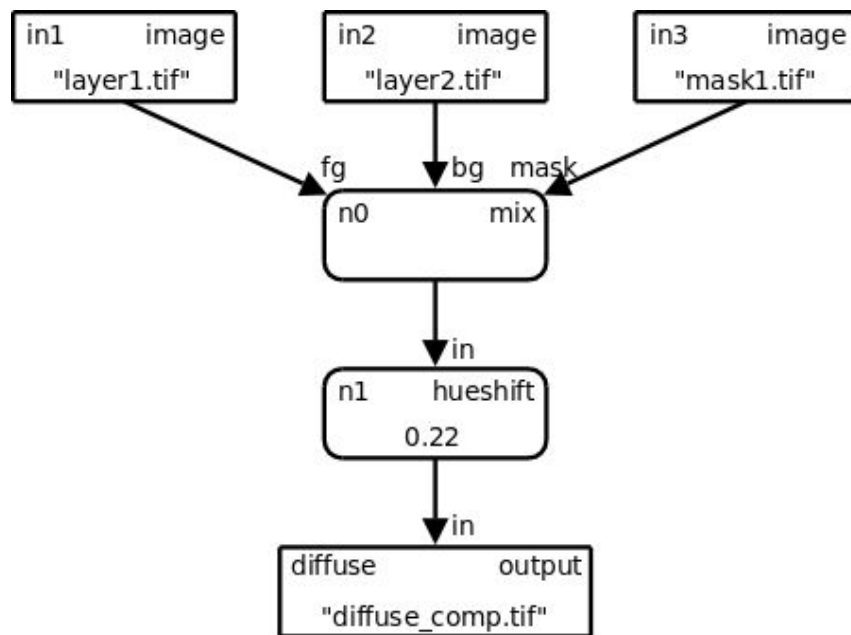 in1 image in2 image in3 image
"layer1.tif" "layer2.tif" "mask1.tif"
fg bg mask
n0 mix
in
n1 hueshift
0.22
in
diffuse output
"diffuse_comp.tif"